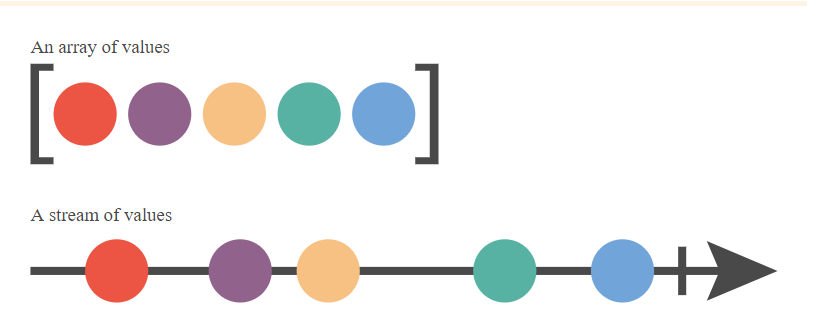 An array of values
A stream of values